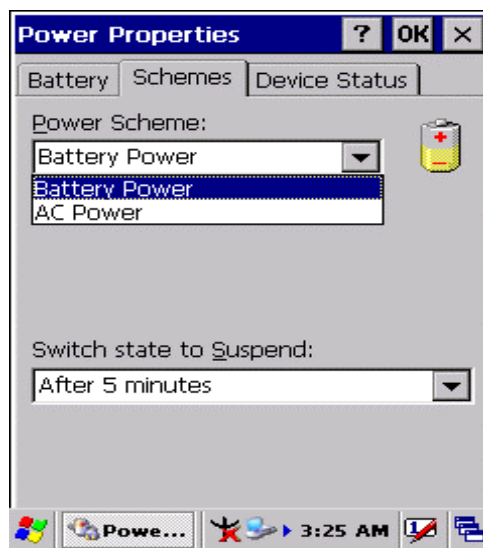 Power Properties ? OK ×
Battery Schemes Device Status
Power Scheme:
Battery Power
Battery Power
AC Power
Switch state to Suspend:
After 5 minutes
Powe... 3:25 AM